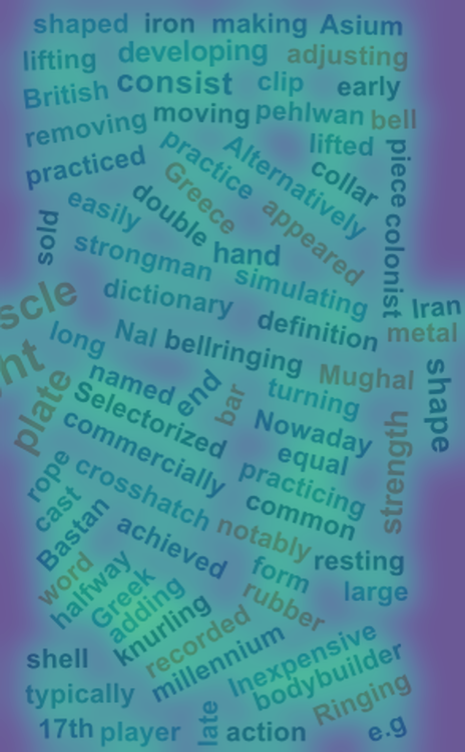 shaped iron making Asium
lifting developing adjusting
British consist clip early
removing moving pehlwan bell
practiced practice Alternatively lifted
Greece collar piece
easily double appeared colonist
sold strongman hand simulating
scle dictionary definition Iran
long Nal bellringing metal
ht named end bar Mughal shape
plate Selectorized turning
commercially Nowaday strength
rope crosshatch equal
cast practicing
Bastan achieved common
word notably resting
halfway Greek form large
adding rubber
knurling recorded
shell millennium Inexpensive
typically bodybuilder
Ringing
17th player late action e.g